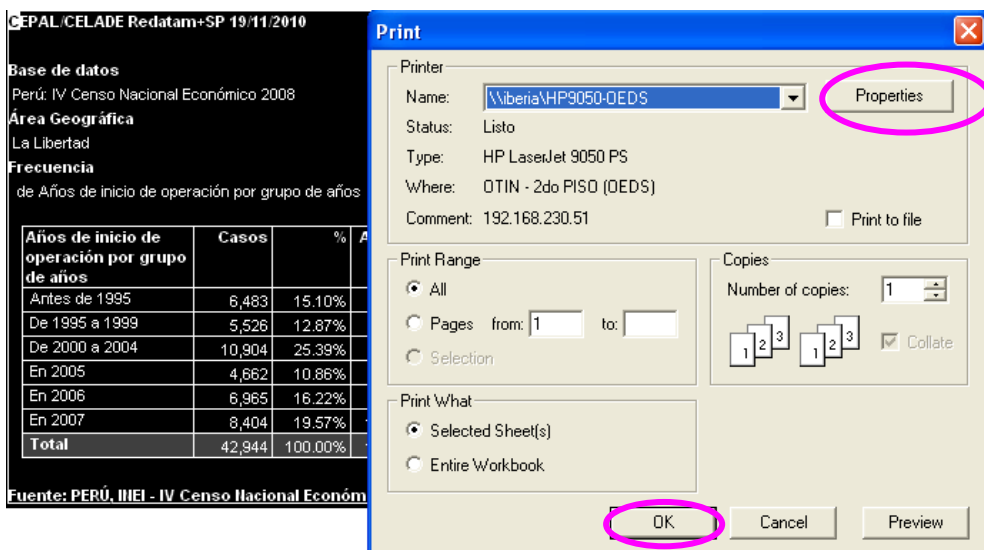 CEPAL/CELADE Redatam+SP 19/11/2010
Base de datos
Perú: IV Censo Nacional Económico 2008
Área Geográfica
La Libertad
Frecuencia
de Años de inicio de operación por grupo de años
Años de inicio de operación por grupo de años Casos % A
Antes de 1995 6,483 15.10%
De 1995 a 1999 5,526 12.87%
De 2000 a 2004 10,904 25.39%
En 2005 4,662 10.86%
En 2006 6,965 16.22%
En 2007 8,404 19.57%
Total 42,944 100.00%
Fuente: PERÚ, INEI - IV Censo Nacional Económ
Print
Printer
Name: \\iberia\HP9050-OEDS Properties
Status: Listo
Type: HP LaserJet 9050 PS
Where: OTIN - 2do PISO (OEDS)
Comment: 192.168.230.51 Print to file
Print Range
All
Pages from: 1 to:
Selection
Copies
Number of copies: 1
1 2 3 1 2 3 Collate
Print What
Selected Sheet(s)
Entire Workbook
OK Cancel Preview